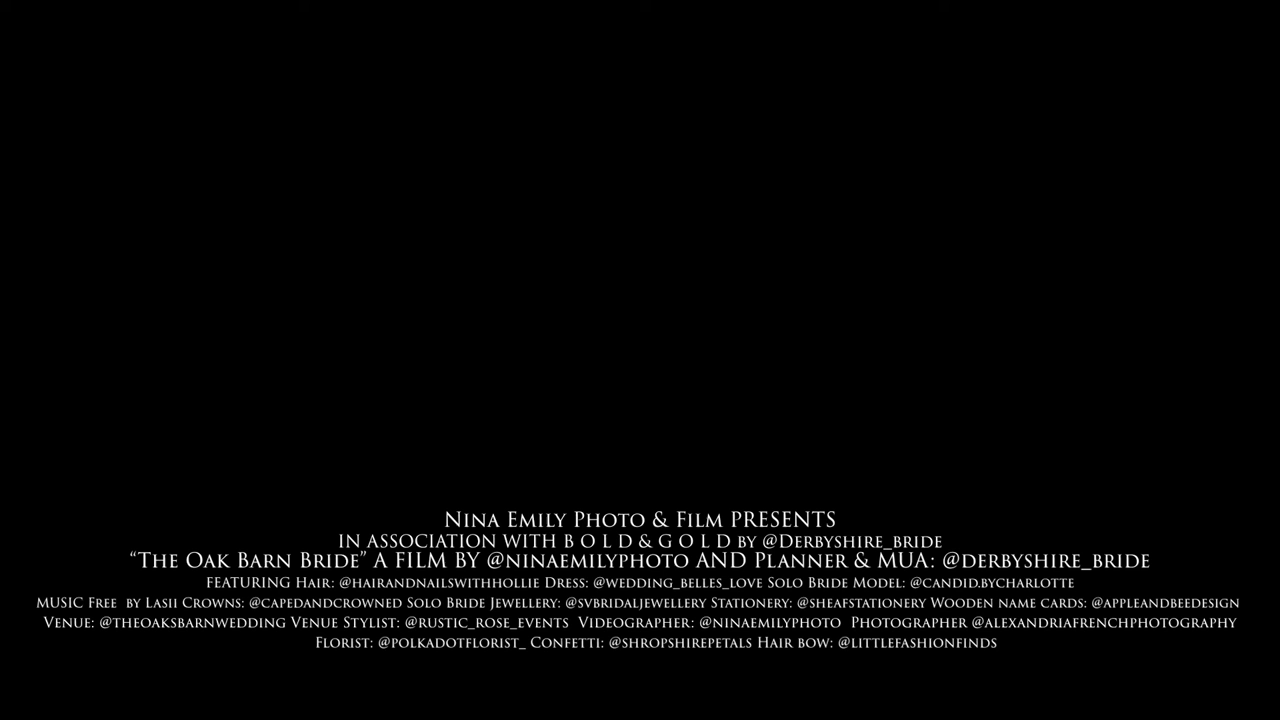 Nina Emily Photo & Film PRESENTS
IN ASSOCIATION WITH B O L D & G O L D by @Derbyshire_bride
“The Oak Barn Bride” A FILM BY @ninaemilyphoto AND Planner & MUA: @derbyshire_bride
FEATURING Hair: @hairandnailswithhollie Dress: @wedding_belles_love Solo Bride Model: @candid.bycharlotte
MUSIC Free by Lasii Crowns: @capedandcrowned Solo Bride Jewellery: @svbridaljewellery Stationery: @sheafstationery Wooden name cards: @appleandbeedesign
Venue: @theoaksbarnwedding Venue Stylist: @rustic_rose_events Videographer: @ninaemilyphoto Photographer @alexandriafrenchphotography
Florist: @polkadotflorist_ Confetti: @shropshirepetals Hair bow: @littlefashionfinds